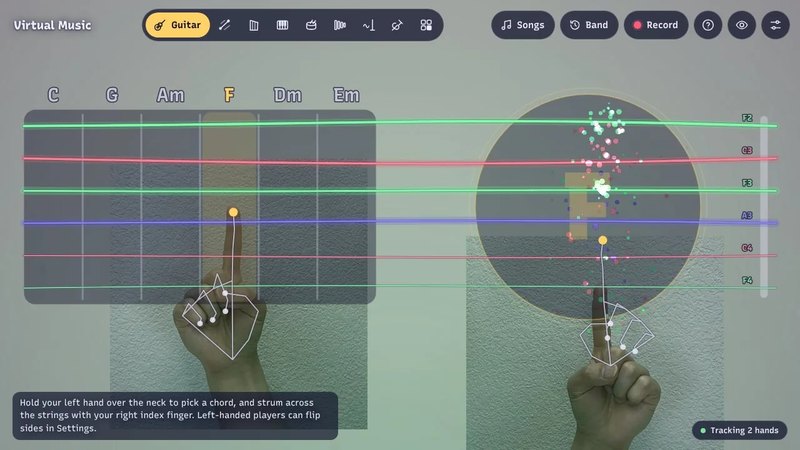 Virtual Music
Guitar
Songs
Band
Record
C G Am F Dm Em
F2
C3
F3
F
A3
C4
F4
Hold your left hand over the neck to pick a chord, and strum across
the strings with your right index finger. Left-handed players can flip
sides in Settings.
Tracking 2 hands